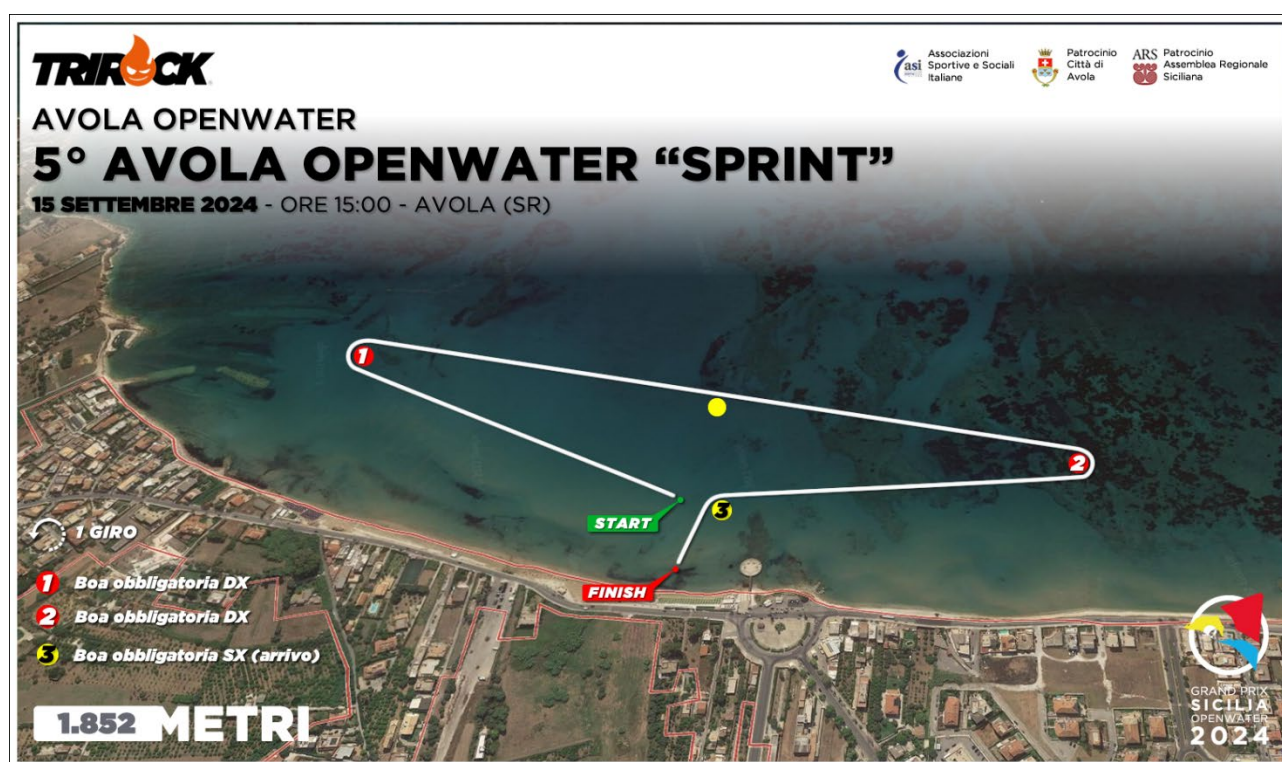 TRIROCK
asi
Associazioni
Sportive e Sociali
Italiane
Patrocinio
Città di
Avola
ARS
Patrocinio
Assemblea Regionale
Siciliana
AVOLA OPENWATER
5° AVOLA OPENWATER “SPRINT”
15 SETTEMBRE 2024 - ORE 15:00 - AVOLA (SR)
1
2
3
START
FINISH
1 GIRO
1 Boa obbligatoria DX
2 Boa obbligatoria DX
3 Boa obbligatoria SX (arrivo)
1.852 METRI
GRAND PRIX
SICILIA
OPENWATER
2024